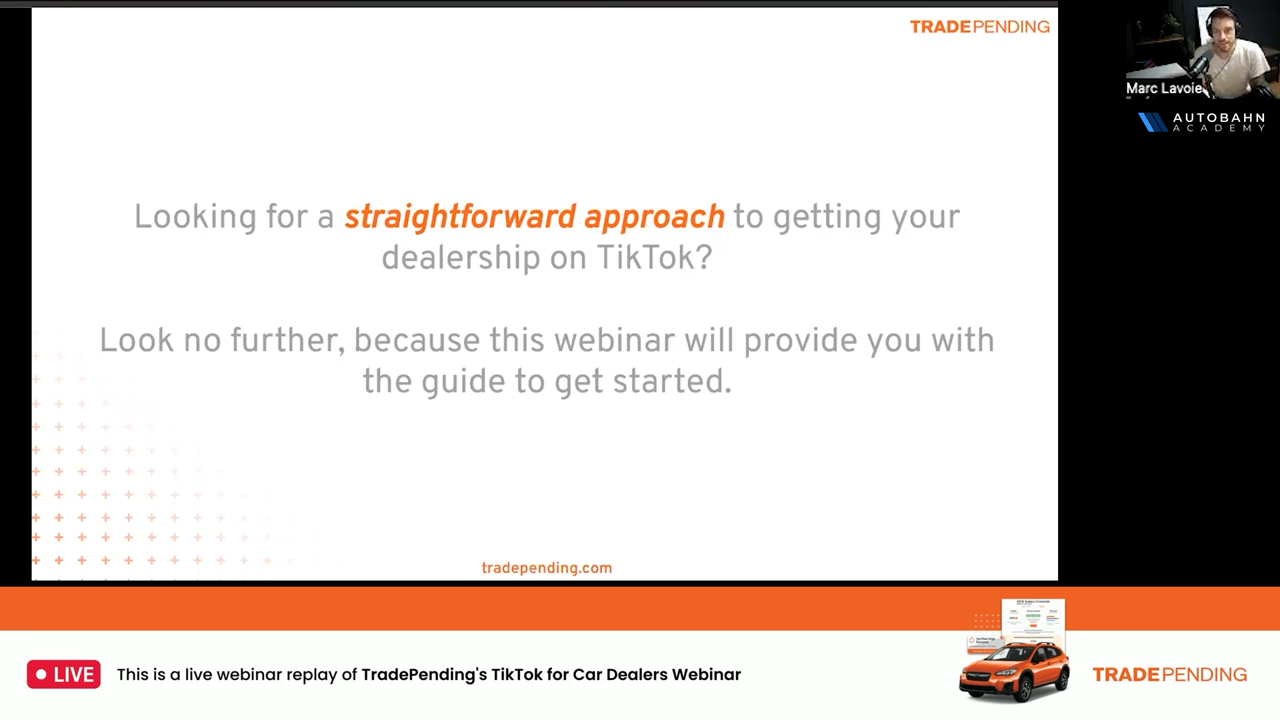 TRADEPENDING
Marc Lavoie
AUTOBAHN
ACADEMY
Looking for a straightforward approach to getting your
dealership on TikTok?
Look no further, because this webinar will provide you with
the guide to get started.
tradepending.com
LIVE
This is a live webinar replay of TradePending's TikTok for Car Dealers Webinar
TRADEPENDING